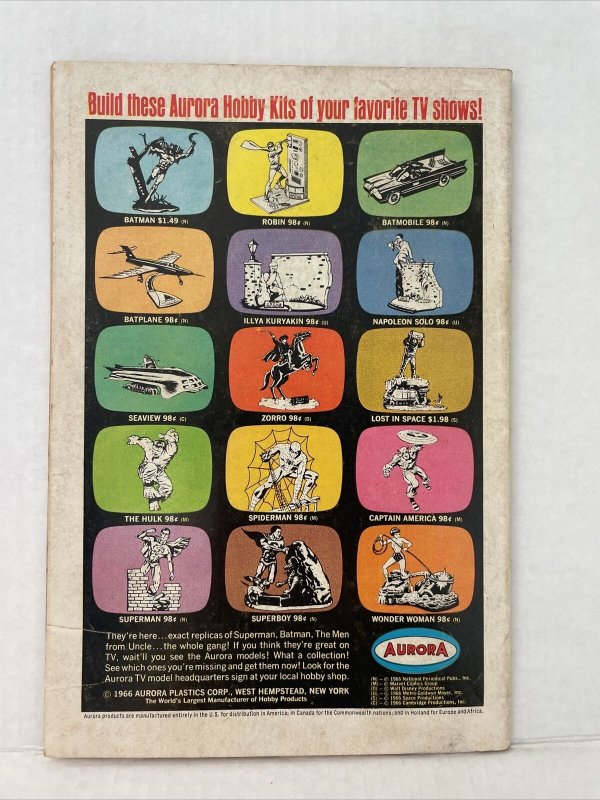 Build these Aurora Hobby Kits of your favorite TV shows!
BATMAN $1.49 (N)
ROBIN 98¢ (N)
BATMOBILE 98¢ (N)
BATPLANE 98¢ (N)
ILLYA KURYAKIN 98¢ (U)
NAPOLEON SOLO 98¢ (U)
SEAVIEW 98¢ (C)
ZORRO 98¢ (D)
LOST IN SPACE $1.98 (S)
THE HULK 98¢ (M)
SPIDERMAN 98¢ (M)
CAPTAIN AMERICA 98¢ (M)
SUPERMAN 98¢ (N)
SUPERBOY 98¢ (N)
WONDER WOMAN 98¢ (N)
They're here...exact replicas of Superman, Batman, The Men
from Uncle...the whole gang! If you think they're great on
TV, wait'll you see the Aurora models! What a collection!
See which ones you're missing and get them now! Look for the
Aurora TV model headquarters sign at your local hobby shop.
© 1966 AURORA PLASTICS CORP., WEST HEMPSTEAD, NEW YORK
The World's Largest Manufacturer of Hobby Products
AURORA
(N) — © 1966 National Periodical Pubs., Inc.
(M) — © Marvel Comics Group
(D) — © Walt Disney Productions
(U) — © 1966 Metro-Goldwyn Mayer, Inc.
(S) — © 1966 Space Productions
(C) — © 1966 Cambridge Productions, Inc.
Aurora products are manufactured entirely in the U.S. for distribution in America; in Canada for the Commonwealth nations; and in Holland for Europe and Africa.